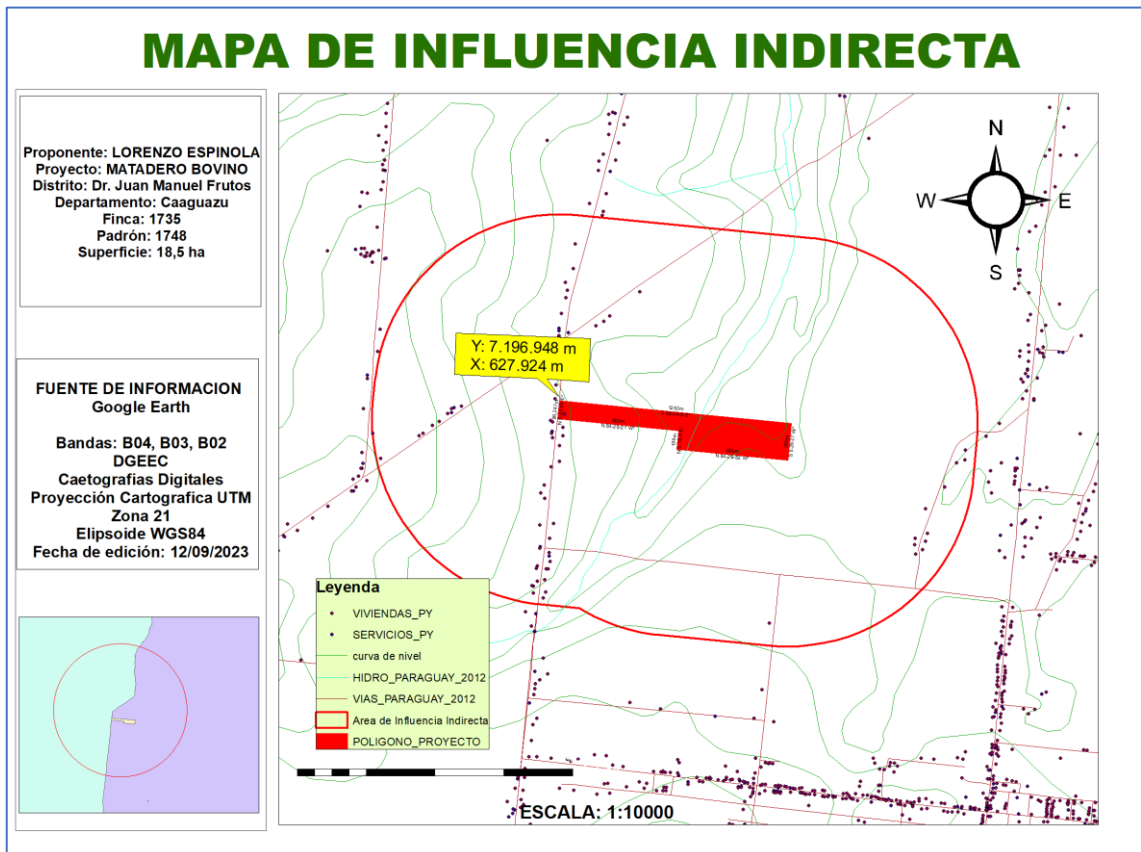 MAPA DE INFLUENCIA INDIRECTA
Proponente: LORENZO ESPINOLA
Proyecto: MATADERO BOVINO
Distrito: Dr. Juan Manuel Frutos
Departamento: Caaguazu
Finca: 1735
Padrón: 1748
Superficie: 18,5 ha
FUENTE DE INFORMACION
Google Earth
Bandas: B04, B03, B02
DGEEC
Caetografias Digitales
Proyección Cartografica UTM
Zona 21
Elipsoide WGS84
Fecha de edición: 12/09/2023
N
W
E
S
Y: 7.196.948 m
X: 627.924 m
Leyenda
VIVIENDAS_PY
SERVICIOS_PY
curva de nivel
HIDRO_PARAGUAY_2012
VIAS_PARAGUAY_2012
Area de Influencia Indirecta
POLIGONO_PROYECTO
ESCALA: 1:10000